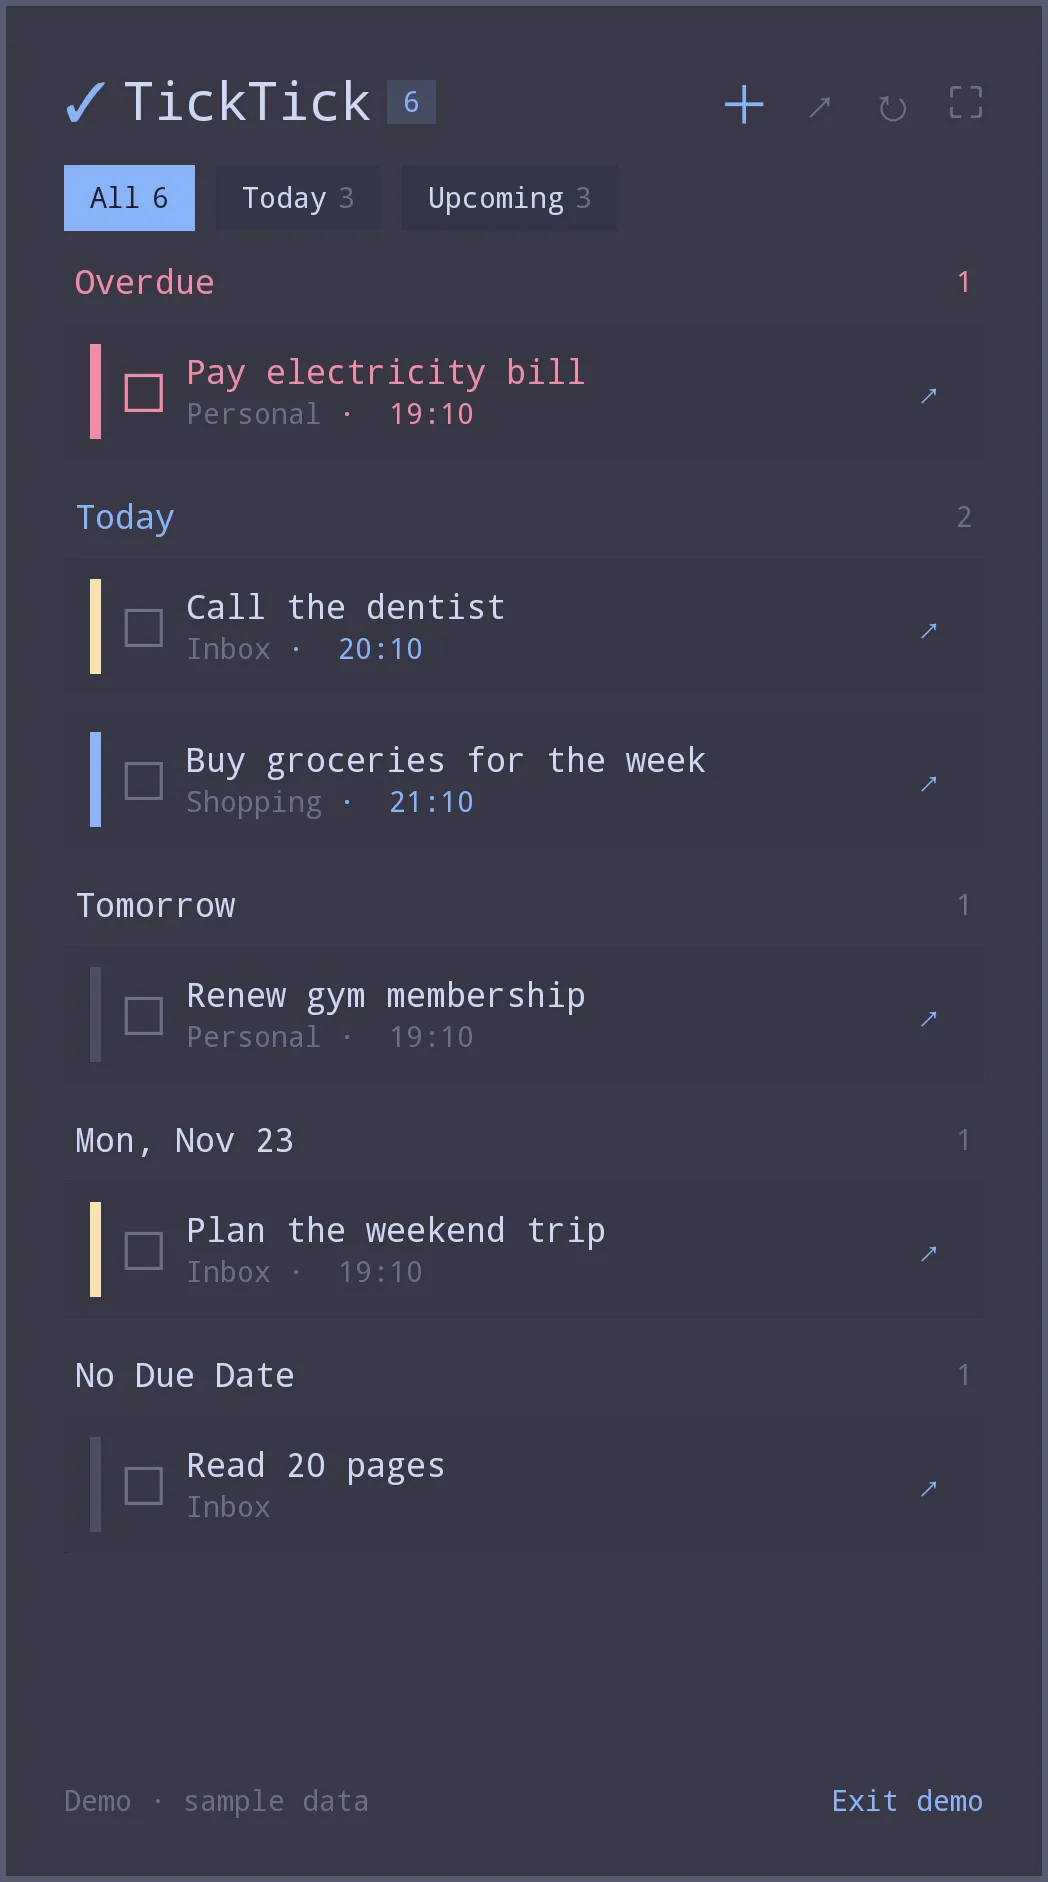 ✓ TickTick 6
All 6 Today 3 Upcoming 3
Overdue 1
Pay electricity bill
Personal · 19:10
Today 2
Call the dentist
Inbox · 20:10
Buy groceries for the week
Shopping · 21:10
Tomorrow 1
Renew gym membership
Personal · 19:10
Mon, Nov 23 1
Plan the weekend trip
Inbox · 19:10
No Due Date 1
Read 20 pages
Inbox
Demo · sample data Exit demo